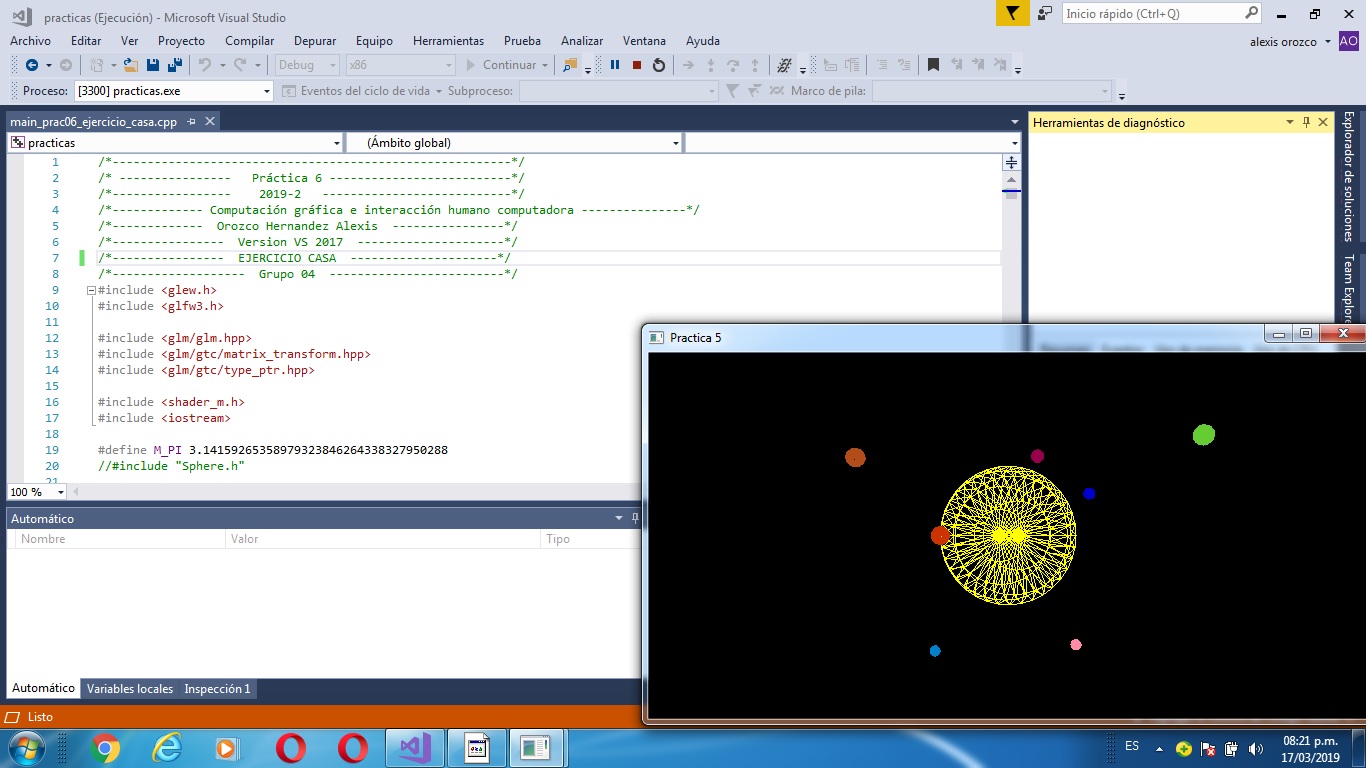 practicas (Ejecución) - Microsoft Visual Studio
Inicio rápido (Ctrl+Q)
Archivo Editar Ver Proyecto Compilar Depurar Equipo Herramientas Prueba Analizar Ventana Ayuda
alexis orozco AO
Debug x86 Continuar
Proceso: [3300] practicas.exe Eventos del ciclo de vida Subproceso: Marco de pila:
main_prac06_ejercicio_casa.cpp
Herramientas de diagnóstico
practicas (Ámbito global)
1 /*---------------------------------------------------------*/
2 /* ---------------- Práctica 6 ------------------------------*/
3 /*----------------- 2019-2 ---------------------------*/
4 /*------------- Computación gráfica e interacción humano computadora ---------------*/
5 /*------------- Orozco Hernandez Alexis ----------------*/
6 /*---------------- Version VS 2017 ---------------------*/
7 /*---------------- EJERCICIO CASA ---------------------*/
8 /*------------------- Grupo 04 -------------------------*/
9 #include <glew.h>
10 #include <glfw3.h>
11
12 #include <glm/glm.hpp>
13 #include <glm/gtc/matrix_transform.hpp>
14 #include <glm/gtc/type_ptr.hpp>
15
16 #include <shader_m.h>
17 #include <iostream>
18
19 #define M_PI 3.14159265358979323846264338327950288
20 //#include "Sphere.h"
21
100 %
Explorador de soluciones
Team Explore
Practica 5
Automático
Nombre Valor Tipo
Automático Variables locales Inspección 1
Listo
ES
08:21 p.m.
17/03/2019